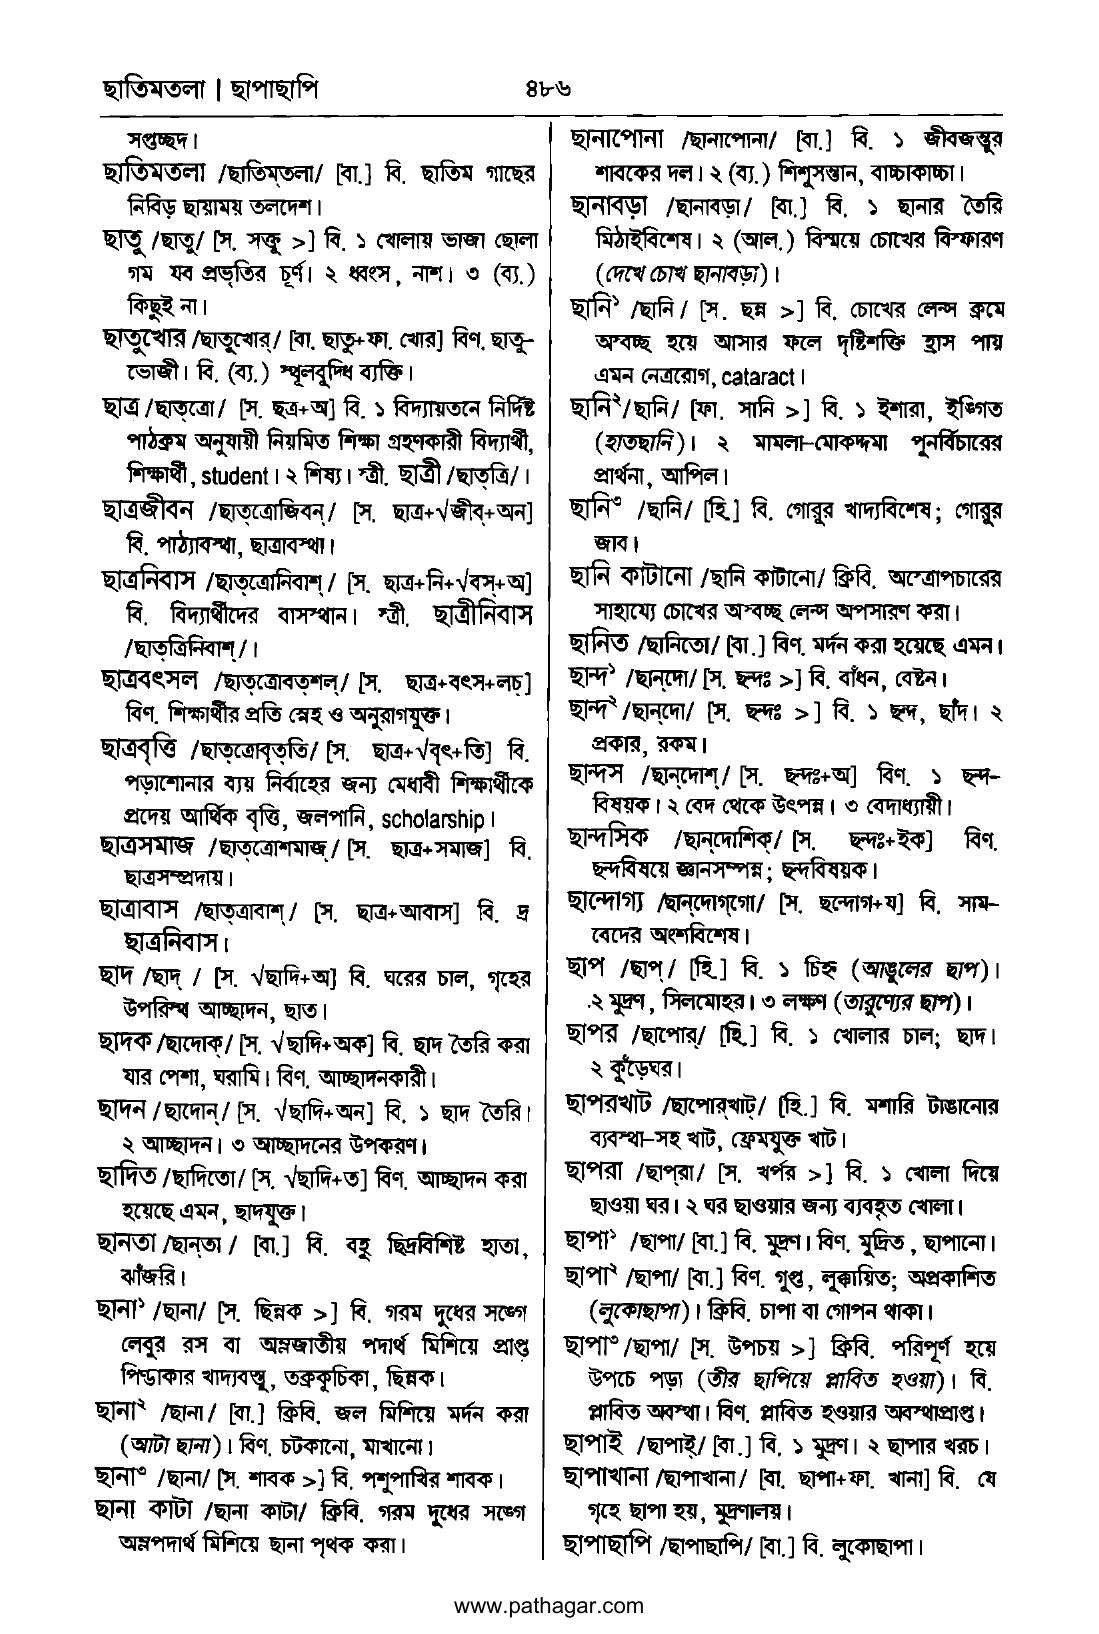 ছাতিমতলা | ছাপাছাপি
৪৮৬
সপ্তচ্ছদ।
ছাতিমতলা /ছাতিম্‌তলা/ [বা.] বি. ছাতিম গাছের
নিবিড় ছায়াময় তলদেশ।
ছাতু /ছাতু/ [স. সক্তু >] বি. ১ খোলায় ভাজা ছোলা
গম যব প্রভৃতির চূর্ণ। ২ ধ্বংস, নাশ। ৩ (ব্য.)
কিছুই না।
ছাতুখোর /ছাতুখোর্/ [বা. ছাতু+ফা. খোর] বিণ. ছাতু-
ভোজী। বি. (ব্য.) স্থূলবুদ্ধি ব্যক্তি।
ছাত্র /ছাত্‌ত্রো/ [স. ছত্র+অ] বি. ১ বিদ্যায়তনে নির্দিষ্ট
পাঠক্রম অনুযায়ী নিয়মিত শিক্ষা গ্রহণকারী বিদ্যার্থী,
শিক্ষার্থী, student। ২ শিষ্য। স্ত্রী. ছাত্রী /ছাত্‌ত্রি/।
ছাত্রজীবন /ছাত্‌ত্রোজিবন্/ [স. ছাত্র+√জীব্+অন]
বি. পাঠ্যাবস্থা, ছাত্রাবস্থা।
ছাত্রনিবাস /ছাত্‌ত্রোনিবাশ্/ [স. ছাত্র+নি+√বস্+অ]
বি. বিদ্যার্থীদের বাসস্থান। স্ত্রী. ছাত্রীনিবাস
/ছাত্‌ত্রিনিবাশ্/।
ছাত্রবৎসল /ছাত্‌ত্রোবত্‌শল্/ [স. ছাত্র+বৎস+লচ্]
বিণ. শিক্ষার্থীর প্রতি স্নেহ ও অনুরাগযুক্ত।
ছাত্রবৃত্তি /ছাত্‌ত্রোবৃত্‌তি/ [স. ছাত্র+√বৃৎ+তি] বি.
পড়াশোনার ব্যয় নির্বাহের জন্য মেধাবী শিক্ষার্থীকে
প্রদেয় আর্থিক বৃত্তি, জলপানি, scholarship।
ছাত্রসমাজ /ছাত্‌ত্রোশমাজ্/ [স. ছাত্র+সমাজ] বি.
ছাত্রসম্প্রদায়।
ছাত্রাবাস /ছাত্‌ত্রাবাশ্/ [স. ছাত্র+আবাস] বি. দ্র
ছাত্রনিবাস।
ছাদ /ছাদ্ / [স. √ছাদি+অ] বি. ঘরের চাল, গৃহের
উপরিস্থ আচ্ছাদন, ছাত।
ছাদক /ছাদোক্/ [স. √ছাদি+অক] বি. ছাদ তৈরি করা
যার পেশা, ঘরামি। বিণ. আচ্ছাদনকারী।
ছাদন /ছাদোন্/ [স. √ছাদি+অন] বি. ১ ছাদ তৈরি।
২ আচ্ছাদন। ৩ আচ্ছাদনের উপকরণ।
ছাদিত /ছাদিতো/ [স. √ছাদি+ত] বিণ. আচ্ছাদন করা
হয়েছে এমন, ছাদযুক্ত।
ছানতা /ছান্‌তা / [বা.] বি. বহু ছিদ্রবিশিষ্ট হাতা,
ঝাঁজরি।
ছানা¹ /ছানা/ [স. ছিন্নক >] বি. গরম দুধের সঙ্গে
লেবুর রস বা অম্লজাতীয় পদার্থ মিশিয়ে প্রাপ্ত
পিণ্ডাকার খাদ্যবস্তু, তক্রকূর্চিকা, ছিন্নক।
ছানা² /ছানা/ [বা.] ক্রিবি. জল মিশিয়ে মর্দন করা
(আটা ছানা)। বিণ. চটকানো, মাখানো।
ছানা³ /ছানা/ [স. শাবক >] বি. পশুপাখির শাবক।
ছানা কাটা /ছানা কাটা/ ক্রিবি. গরম দুধের সঙ্গে
অম্লপদার্থ মিশিয়ে ছানা পৃথক করা।
ছানাপোনা /ছানাপোনা/ [বা.] বি. ১ জীবজন্তুর
শাবকের দল। ২ (ব্য.) শিশুসন্তান, বাচ্চাকাচ্চা।
ছানাবড়া /ছানাবড়া/ [বা.] বি. ১ ছানার তৈরি
মিঠাইবিশেষ। ২ (আল.) বিস্ময়ে চোখের বিস্ফারণ
(দেখে চোখ ছানাবড়া)।
ছানি¹ /ছানি/ [স. ছন্ন >] বি. চোখের লেন্স ক্রমে
অস্বচ্ছ হয়ে আসার ফলে দৃষ্টিশক্তি হ্রাস পায়
এমন নেত্ররোগ, cataract।
ছানি² /ছানি/ [ফা. সানি >] বি. ১ ইশারা, ইঙ্গিত
(হাতছানি)। ২ মামলা-মোকদ্দমা পুনর্বিচারের
প্রার্থনা, আপিল।
ছানি³ /ছানি/ [হি.] বি. গোরুর খাদ্যবিশেষ; গোরুর
জাব।
ছানি কাটানো /ছানি কাটানো/ ক্রিবি. অস্ত্রোপচারের
সাহায্যে চোখের অস্বচ্ছ লেন্স অপসারণ করা।
ছানিত /ছানিতো/ [বা.] বিণ. মর্দন করা হয়েছে এমন।
ছান্দ¹ /ছান্‌দো/ [স. ছন্দঃ >] বি. বাঁধন, বেষ্টন।
ছান্দ² /ছান্‌দো/ [স. ছন্দঃ >] বি. ১ ছন্দ, ছাঁদ। ২
প্রকার, রকম।
ছান্দস /ছান্‌দোশ্/ [স. ছন্দঃ+অ] বিণ. ১ ছন্দ-
বিষয়ক। ২ বেদ থেকে উৎপন্ন। ৩ বেদাধ্যায়ী।
ছান্দসিক /ছান্‌দোশিক্/ [স. ছন্দঃ+ইক] বিণ.
ছন্দবিষয়ে জ্ঞানসম্পন্ন; ছন্দবিষয়ক।
ছান্দোগ্য /ছান্‌দোগ্‌গো/ [স. ছন্দোগ+য] বি. সাম-
বেদের অংশবিশেষ।
ছাপ /ছাপ্/ [হি.] বি. ১ চিহ্ন (আঙুলের ছাপ)।
২ মুদ্রণ, সিলমোহর। ৩ লক্ষণ (তারুণ্যের ছাপ)।
ছাপর /ছাপোর্/ [হি.] বি. ১ খোলার চাল; ছাদ।
২ কুঁড়েঘর।
ছাপরখাট /ছাপোর্‌খাট্/ [হি.] বি. মশারি টাঙানোর
ব্যবস্থা-সহ খাট, ফ্রেমযুক্ত খাট।
ছাপরা /ছাপ্‌রা/ [স. খর্পর >] বি. ১ খোলা দিয়ে
ছাওয়া ঘর। ২ ঘর ছাওয়ার জন্য ব্যবহৃত খোলা।
ছাপা¹ /ছাপা/ [বা.] বি. মুদ্রণ। বিণ. মুদ্রিত, ছাপানো।
ছাপা² /ছাপা/ [বা.] বিণ. গুপ্ত, লুক্কায়িত; অপ্রকাশিত
(লুকোছাপা)। ক্রিবি. চাপা বা গোপন থাকা।
ছাপা³ /ছাপা/ [স. উপচয় >] ক্রিবি. পরিপূর্ণ হয়ে
উপচে পড়া (তীর ছাপিয়ে প্লাবিত হওয়া)। বি.
প্লাবিত অবস্থা। বিণ. প্লাবিত হওয়ার অবস্থাপ্রাপ্ত।
ছাপাই /ছাপাই্/ [বা.] বি. ১ মুদ্রণ। ২ ছাপার খরচ।
ছাপাখানা /ছাপাখানা/ [বা. ছাপা+ফা. খানা] বি. যে
গৃহে ছাপা হয়, মুদ্রণালয়।
ছাপাছাপি /ছাপাছাপি/ [বা.] বি. লুকোছাপা।
www.pathagar.com